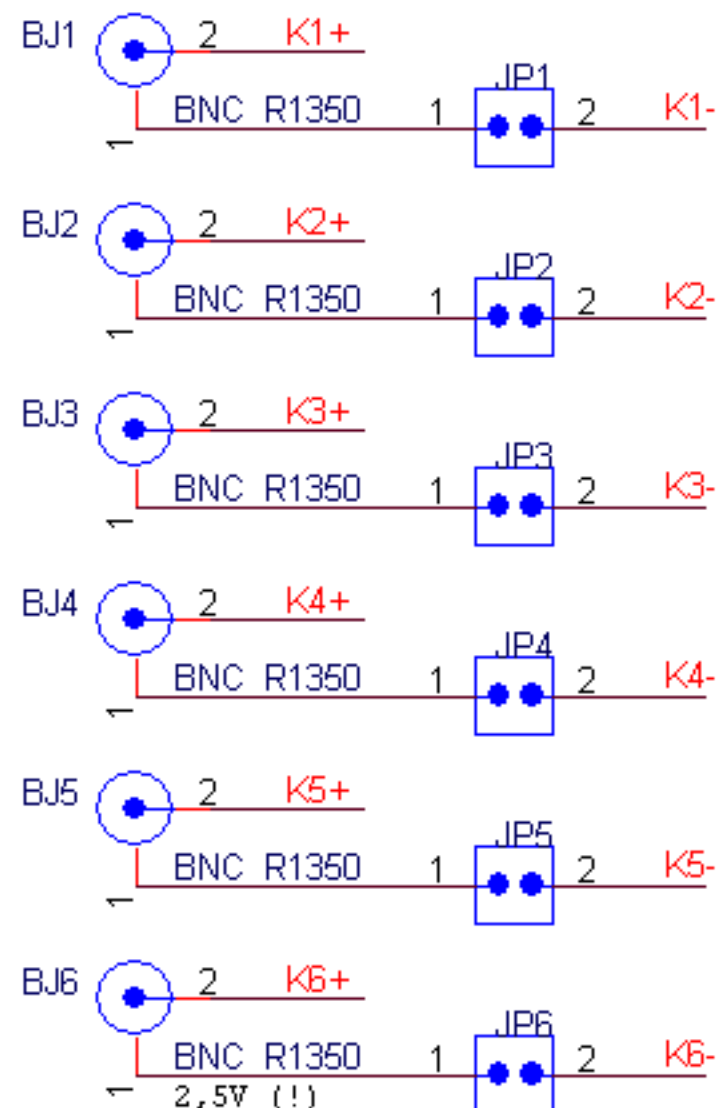 BJ1 2 K1+
JP1
1 BNC R1350 1 2 K1-
BJ2 2 K2+
JP2
1 BNC R1350 1 2 K2-
BJ3 2 K3+
JP3
1 BNC R1350 1 2 K3-
BJ4 2 K4+
JP4
1 BNC R1350 1 2 K4-
BJ5 2 K5+
JP5
1 BNC R1350 1 2 K5-
BJ6 2 K6+
JP6
1 BNC R1350 1 2 K6-
2,5V (!)